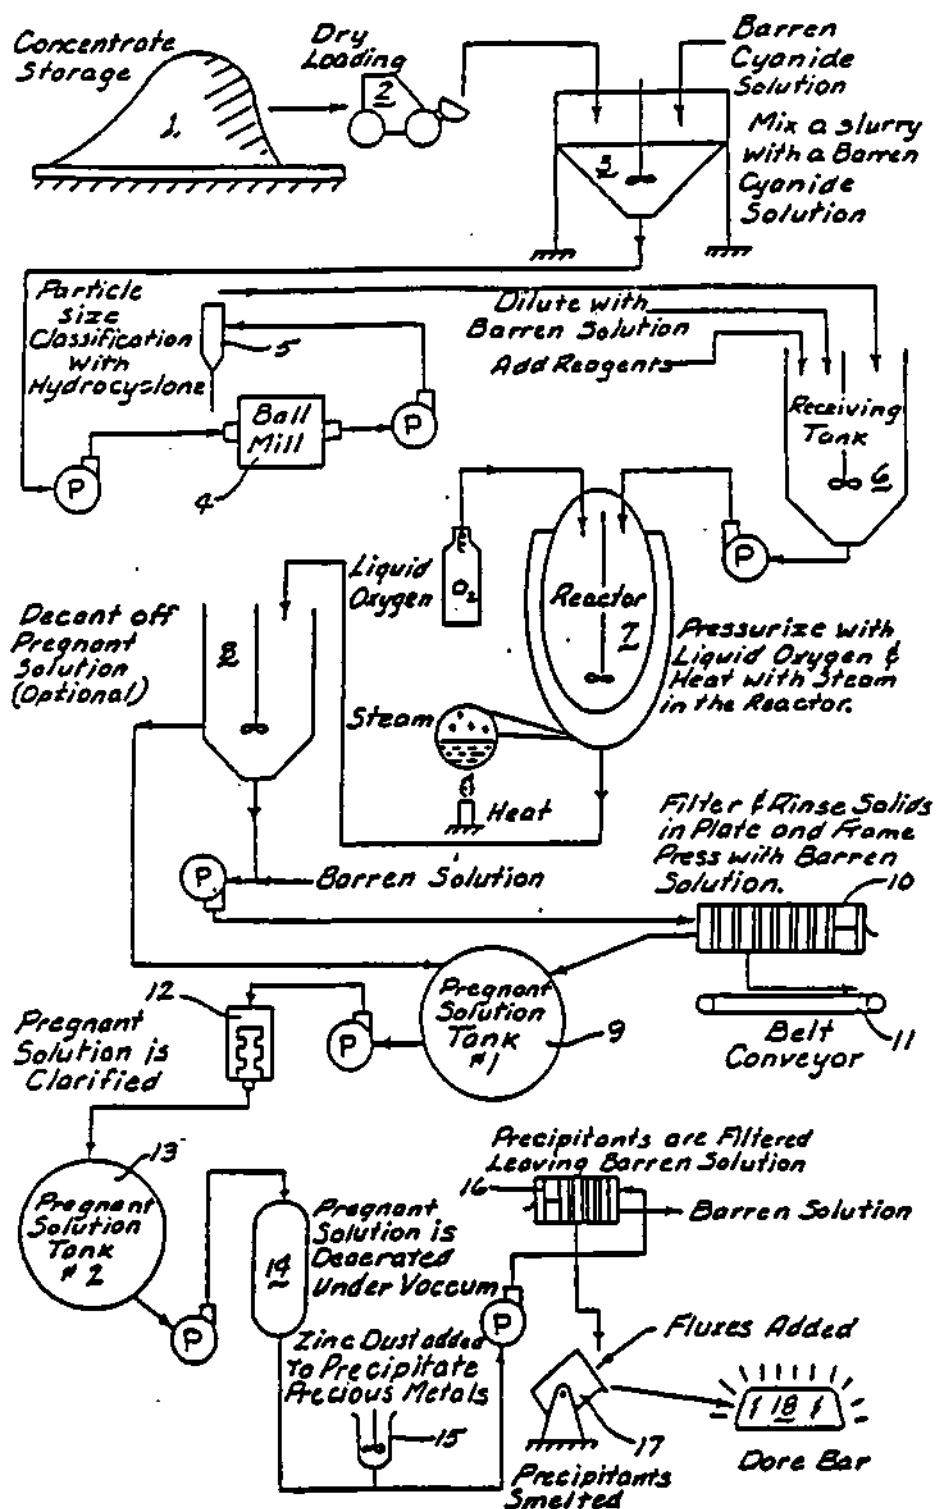 Concentrate
Storage
1.
Dry
Loading
2
Barren
Cyanide
Solution
Mix a slurry
with a Barren
Cyanide
Solution
3
Particle
size
Classification
with
Hydrocyclone
5
Dilute with
Barren Solution
Add Reagents
Receiving
Tank
6
P
Ball
Mill
4
P
P
Liquid
Oxygen
O2
Reactor
7
Pressurize with
Liquid Oxygen &
Heat with Steam
in the Reactor.
Decant off
Pregnant
Solution
(Optional)
8
Steam
Heat
Filter & Rinse Solids
in Plate and Frame
Press with Barren
Solution.
10
P
Barren Solution
Pregnant
Solution
Tank
#1
9
Belt
Conveyor
11
12
P
Pregnant
Solution is
Clarified
13
Pregnant
Solution
Tank
#2
P
14
Pregnant
Solution is
Deaerated
Under Voccum
Precipitants are Filtered
Leaving Barren Solution
16
Barren Solution
P
Zinc Dust added
To Precipitate
Precious Metals
15
Fluxes Added
17
Precipitants
Smelted
18
Dore Bar